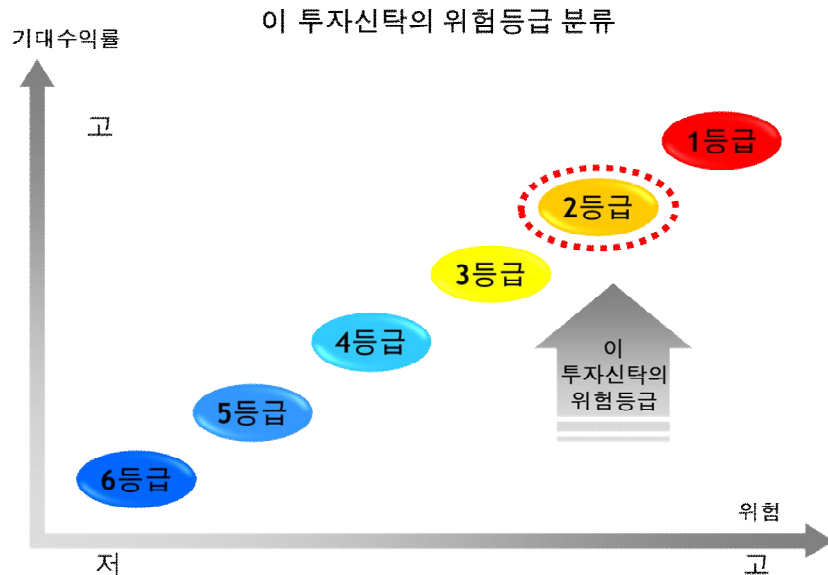 이 투자신탁의 위험등급 분류
기대수익률
고
1등급
2등급
3등급
4등급
5등급
6등급
이
투자신탁의
위험등급
위험
저
고